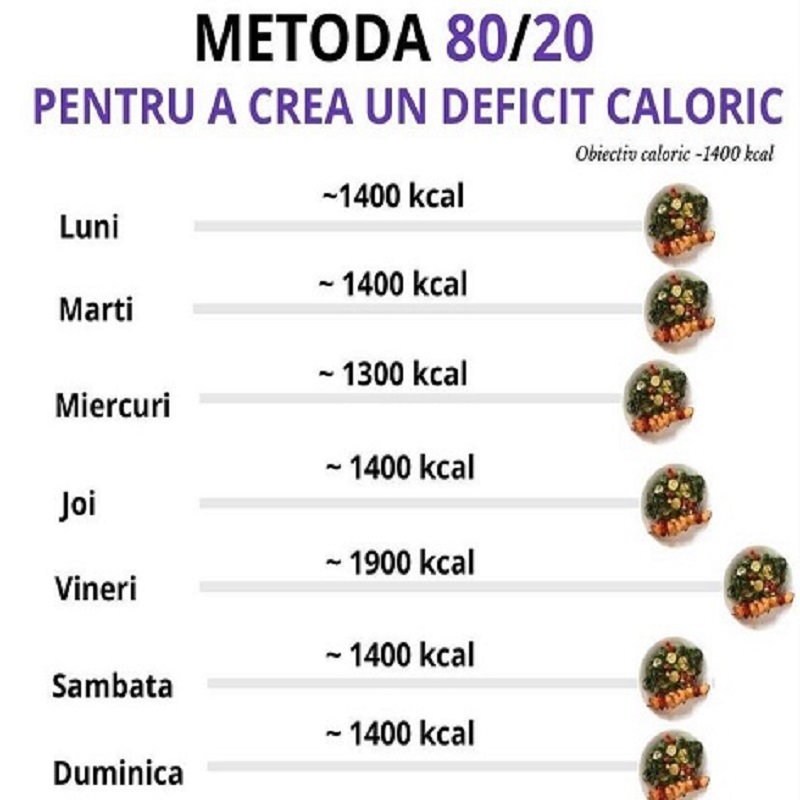 METODA 80/20
PENTRU A CREA UN DEFICIT CALORIC
Obiectiv caloric ~1400 kcal
~1400 kcal
Luni
~ 1400 kcal
Marti
~ 1300 kcal
Miercuri
~ 1400 kcal
Joi
~ 1900 kcal
Vineri
~ 1400 kcal
Sambata
~ 1400 kcal
Duminica